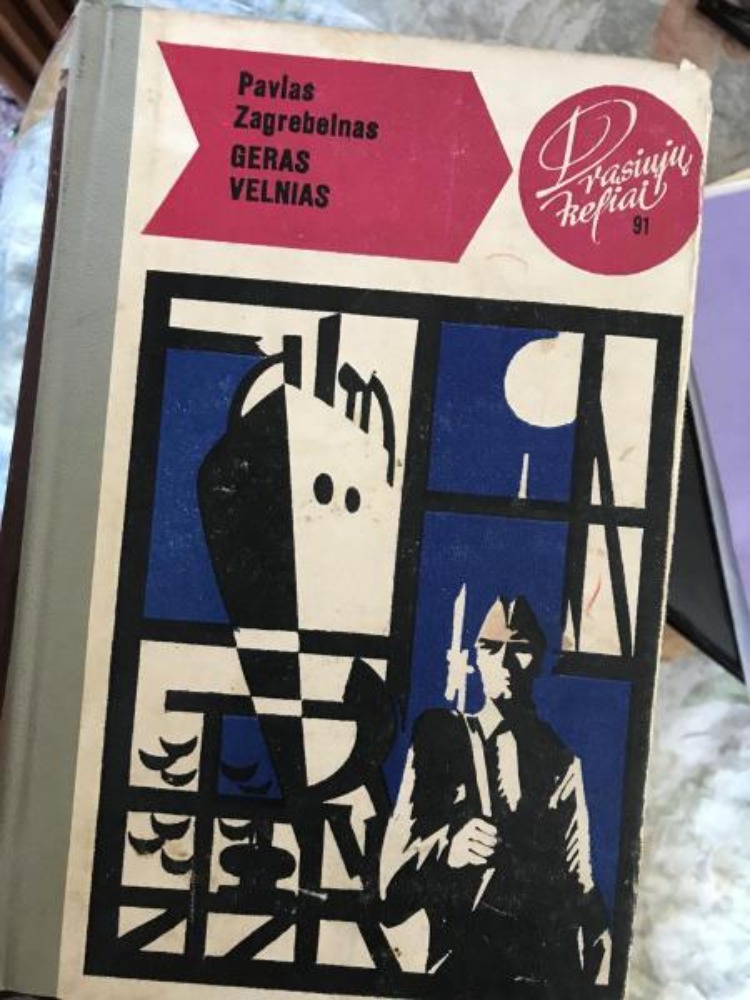 Pavlas
Zagrebelnas
GERAS
VELNIAS
Drąsiųjų
keliai
91